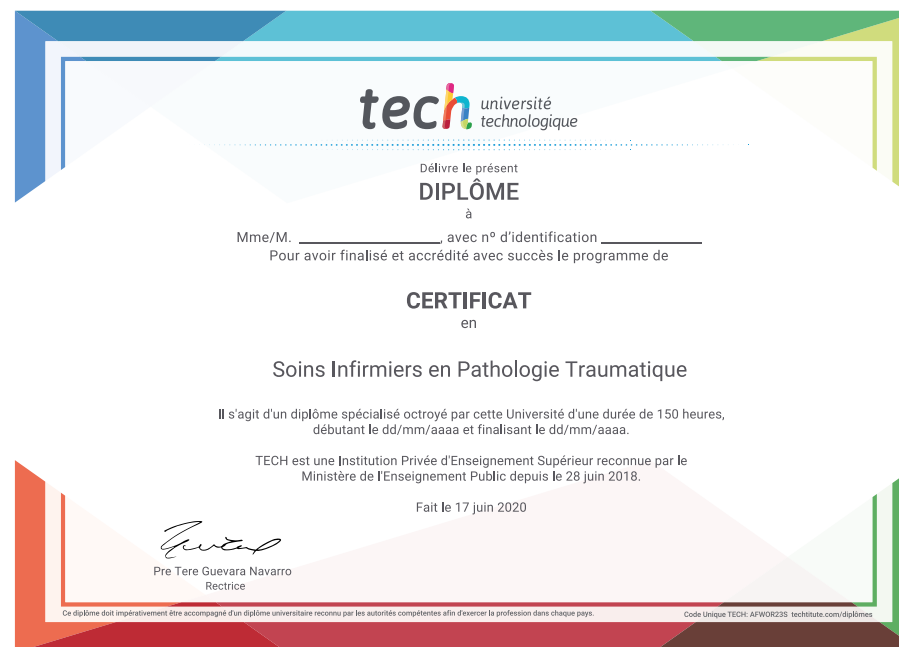 tech université
technologique
Délivre le présent
DIPLÔME
à
Mme/M. ____________________, avec nº d'identification ______________
Pour avoir finalisé et accrédité avec succès le programme de
CERTIFICAT
en
Soins Infirmiers en Pathologie Traumatique
Il s'agit d'un diplôme spécialisé octroyé par cette Université d'une durée de 150 heures,
débutant le dd/mm/aaaa et finalisant le dd/mm/aaaa.
TECH est une Institution Privée d'Enseignement Supérieur reconnue par le
Ministère de l'Enseignement Public depuis le 28 juin 2018.
Fait le 17 juin 2020
Pre Tere Guevara Navarro
Rectrice
Ce diplôme doit impérativement être accompagné d'un diplôme universitaire reconnu par les autorités compétentes afin d'exercer la profession dans chaque pays.
Code Unique TECH: AFWOR23S techtitute.com/diplômes